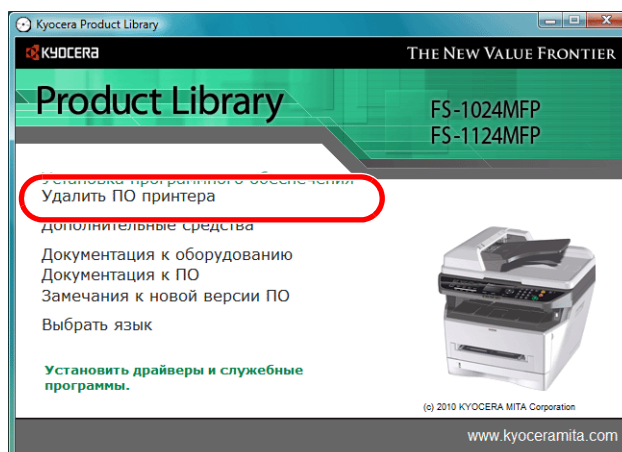 Kyocera Product Library
KYOCERA
THE NEW VALUE FRONTIER
Product Library
FS-1024MFP
FS-1124MFP
Установка программного обеспечения
Удалить ПО принтера
Дополнительные средства
Документация к оборудованию
Документация к ПО
Замечания к новой версии ПО
Выбрать язык
Установить драйверы и служебные
программы.
(c) 2010 KYOCERA MITA Corporation
www.kyoceramita.com